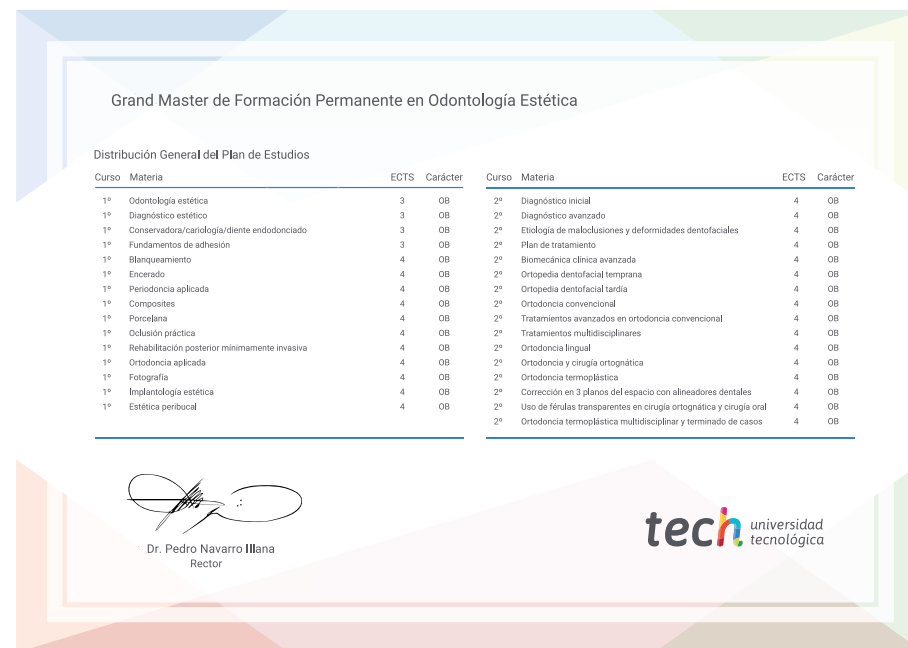 Grand Master de Formación Permanente en Odontología Estética
Distribución General del Plan de Estudios
Curso Materia ECTS Carácter
1º Odontología estética 3 OB
1º Diagnóstico estético 3 OB
1º Conservadora/cariología/diente endodonciado 3 OB
1º Fundamentos de adhesión 3 OB
1º Blanqueamiento 4 OB
1º Encerado 4 OB
1º Periodoncia aplicada 4 OB
1º Composites 4 OB
1º Porcelana 4 OB
1º Oclusión práctica 4 OB
1º Rehabilitación posterior mínimamente invasiva 4 OB
1º Ortodoncia aplicada 4 OB
1º Fotografía 4 OB
1º Implantología estética 4 OB
1º Estética peribucal 4 OB
Curso Materia ECTS Carácter
2º Diagnóstico inicial 4 OB
2º Diagnóstico avanzado 4 OB
2º Etiología de maloclusiones y deformidades dentofaciales 4 OB
2º Plan de tratamiento 4 OB
2º Biomecánica clínica avanzada 4 OB
2º Ortopedia dentofacial temprana 4 OB
2º Ortopedia dentofacial tardía 4 OB
2º Ortodoncia convencional 4 OB
2º Tratamientos avanzados en ortodoncia convencional 4 OB
2º Tratamientos multidisciplinares 4 OB
2º Ortodoncia lingual 4 OB
2º Ortodoncia y cirugía ortognática 4 OB
2º Ortodoncia termoplástica 4 OB
2º Corrección en 3 planos del espacio con alineadores dentales 4 OB
2º Uso de férulas transparentes en cirugía ortognática y cirugía oral 4 OB
2º Ortodoncia termoplástica multidisciplinar y terminado de casos 4 OB
Dr. Pedro Navarro Illana
Rector
tech universidad
tecnológica